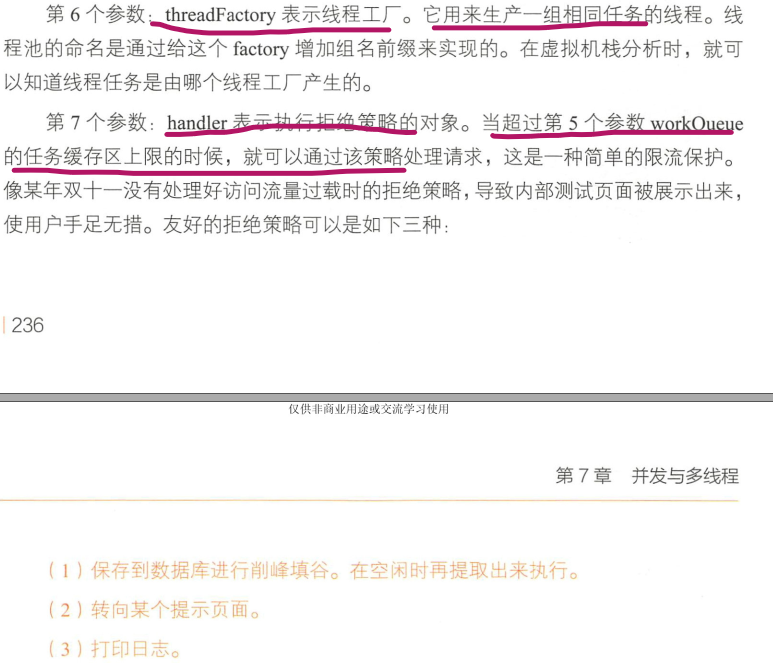 第 6 个参数：threadFactory 表示线程工厂。它用来生产一组相同任务的线程。线
程池的命名是通过给这个 factory 增加组名前缀来实现的。在虚拟机栈分析时，就可
以知道线程任务是由哪个线程工厂产生的。
第 7 个参数：handler 表示执行拒绝策略的对象。当超过第 5 个参数 workQueue
的任务缓存区上限的时候，就可以通过该策略处理请求，这是一种简单的限流保护。
像某年双十一没有处理好访问流量过载时的拒绝策略，导致内部测试页面被展示出来，
使用户手足无措。友好的拒绝策略可以是如下三种：
236
仅供非商业用途或交流学习使用
第 7 章 并发与多线程
（1）保存到数据库进行削峰填谷。在空闲时再提取出来执行。
（2）转向某个提示页面。
（3）打印日志。